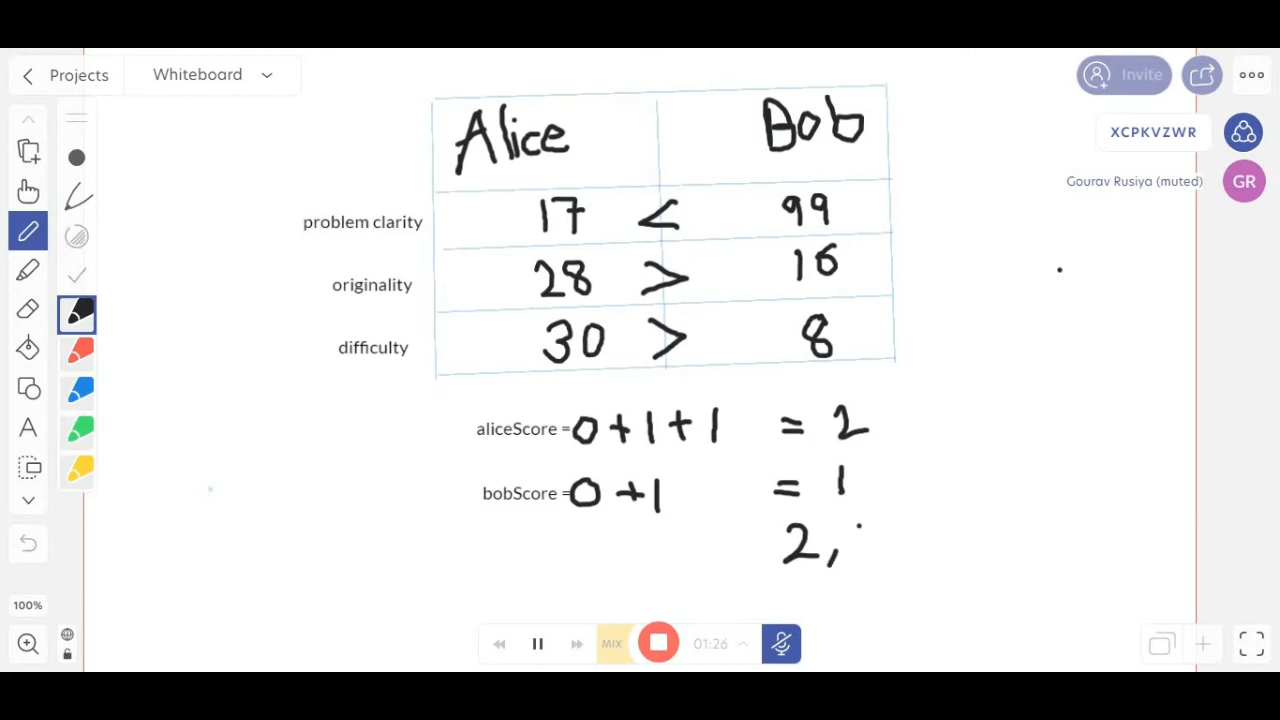 Projects Whiteboard
Invite
XCPKVZWR
Gourav Rusiya (muted) GR
Alice Bob
problem clarity 17 < 99
originality 28 > 16
difficulty 30 > 8
aliceScore = 0 + 1 + 1 = 2
bobScore = 0 + 1 = 1
2,
A
100%
MIX 01:26